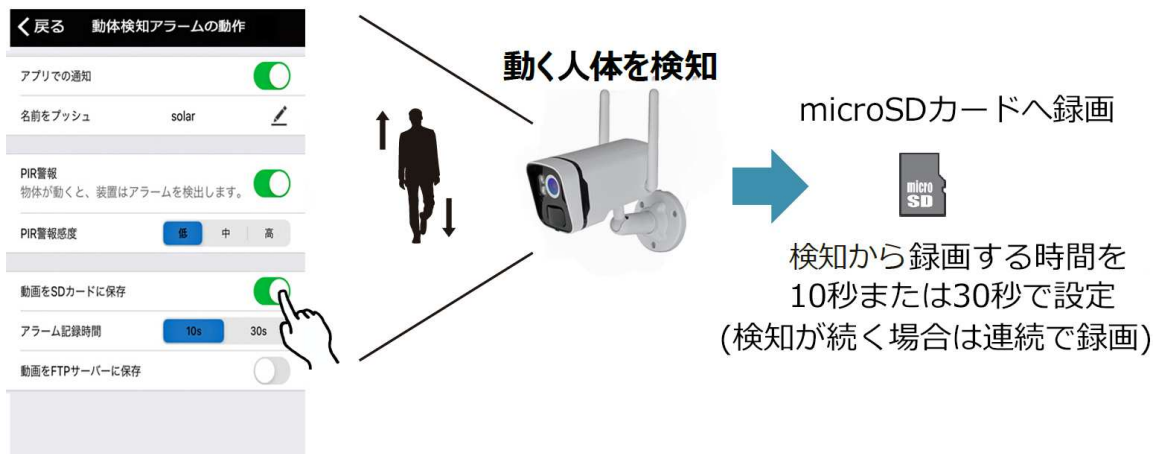 戻る 動体検知アラームの動作
アプリでの通知
名前をプッシュ solar
PIR警報
物体が動くと、装置はアラームを検出します。
PIR警報感度 低 中 高
動画をSDカードに保存
アラーム記録時間 10s 30s
動画をFTPサーバーに保存
動く人体を検知
microSDカードへ録画
micro
SD
検知から録画する時間を
10秒または30秒で設定
(検知が続く場合は連続で録画)